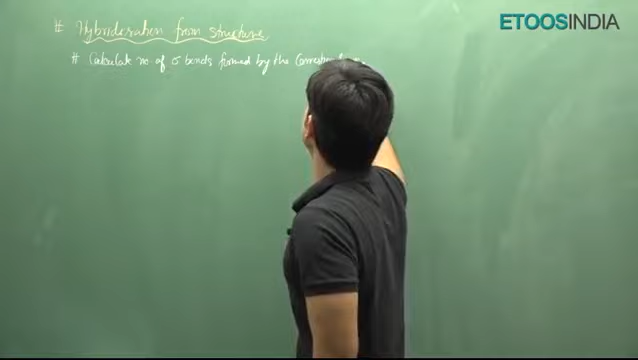 ETOOSINDIA
# Hybridisation from structure
# Calculate no of σ bonds formed by the